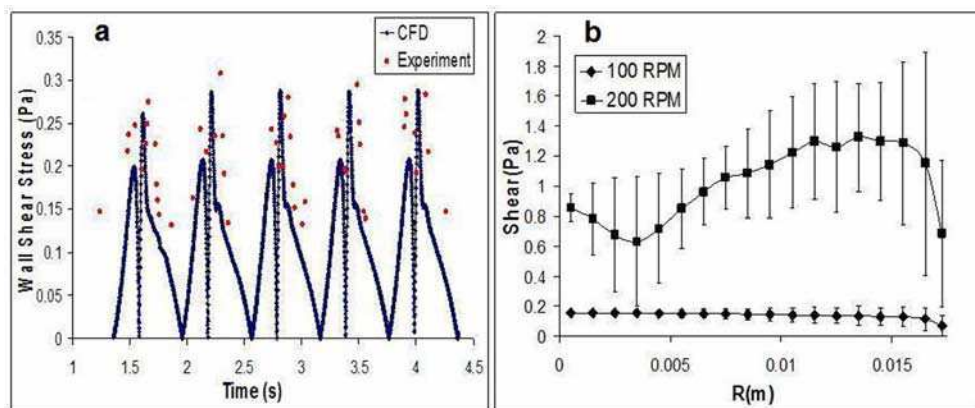 a
CFD
Experiment
0.35
0.3
0.25
0.2
0.15
0.1
0.05
0
Wall Shear Stress (Pa)
1 1.5 2 2.5 3 3.5 4 4.5
Time (s)
b
100 RPM
200 RPM
2
1.8
1.6
1.4
1.2
1
0.8
0.6
0.4
0.2
0
Shear(Pa)
0 0.005 0.01 0.015
R(m)